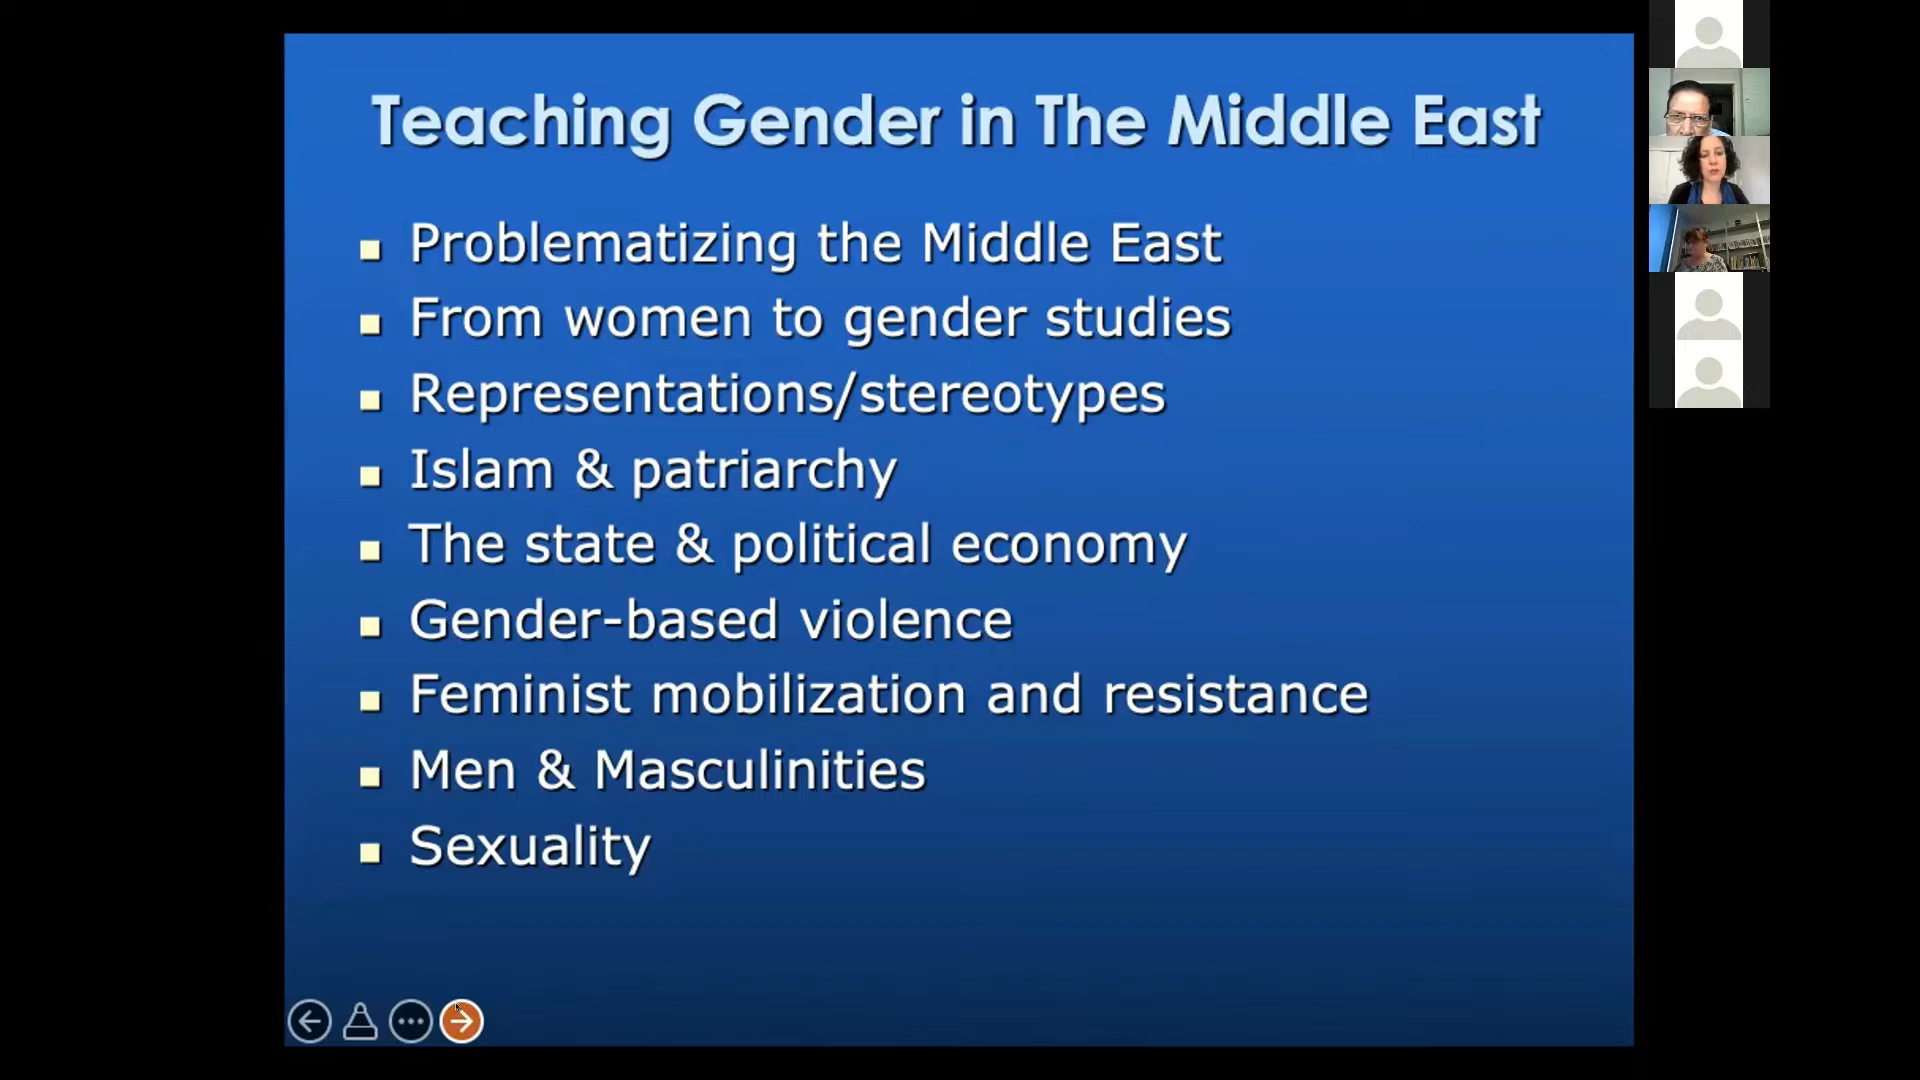 Teaching Gender in The Middle East
Problematizing the Middle East
From women to gender studies
Representations/stereotypes
Islam & patriarchy
The state & political economy
Gender-based violence
Feminist mobilization and resistance
Men & Masculinities
Sexuality